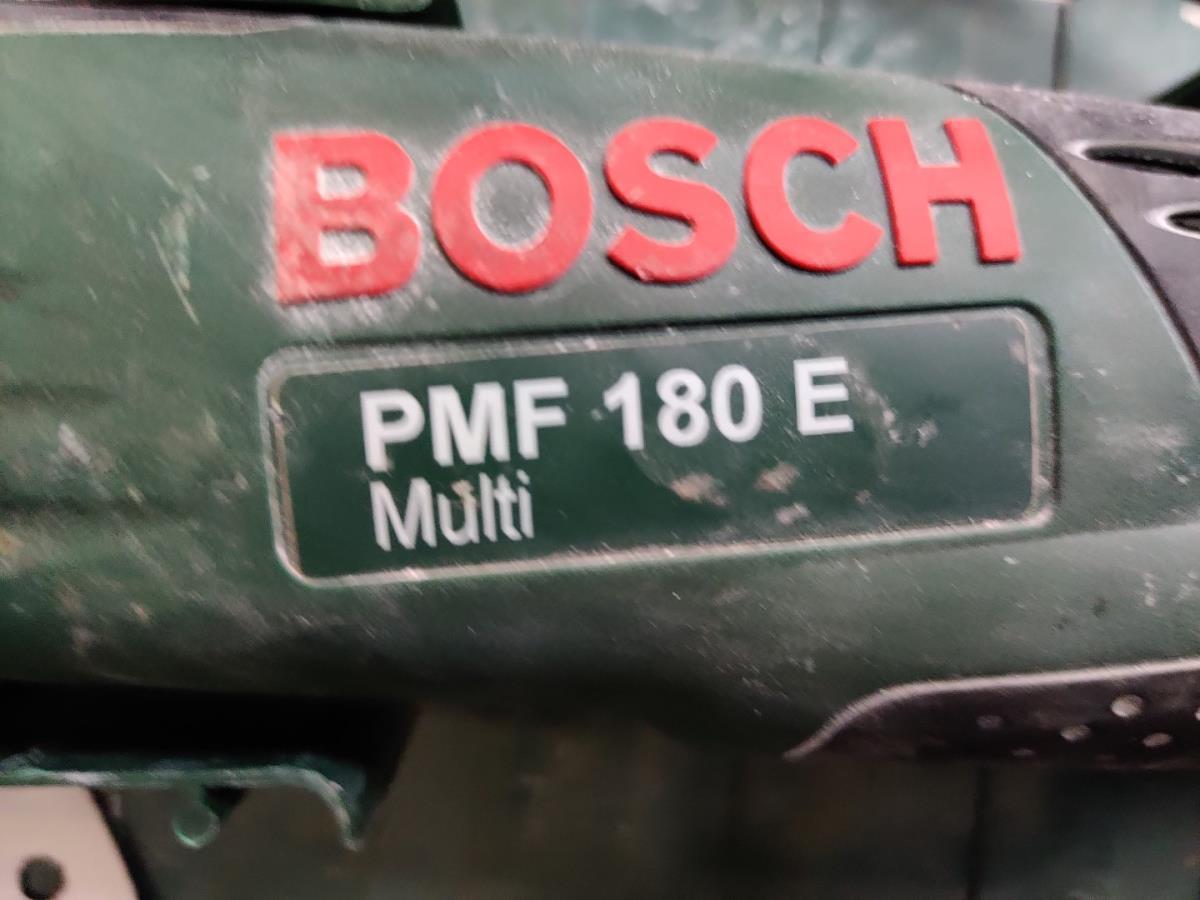 BOSCH
PMF 180 E
Multi